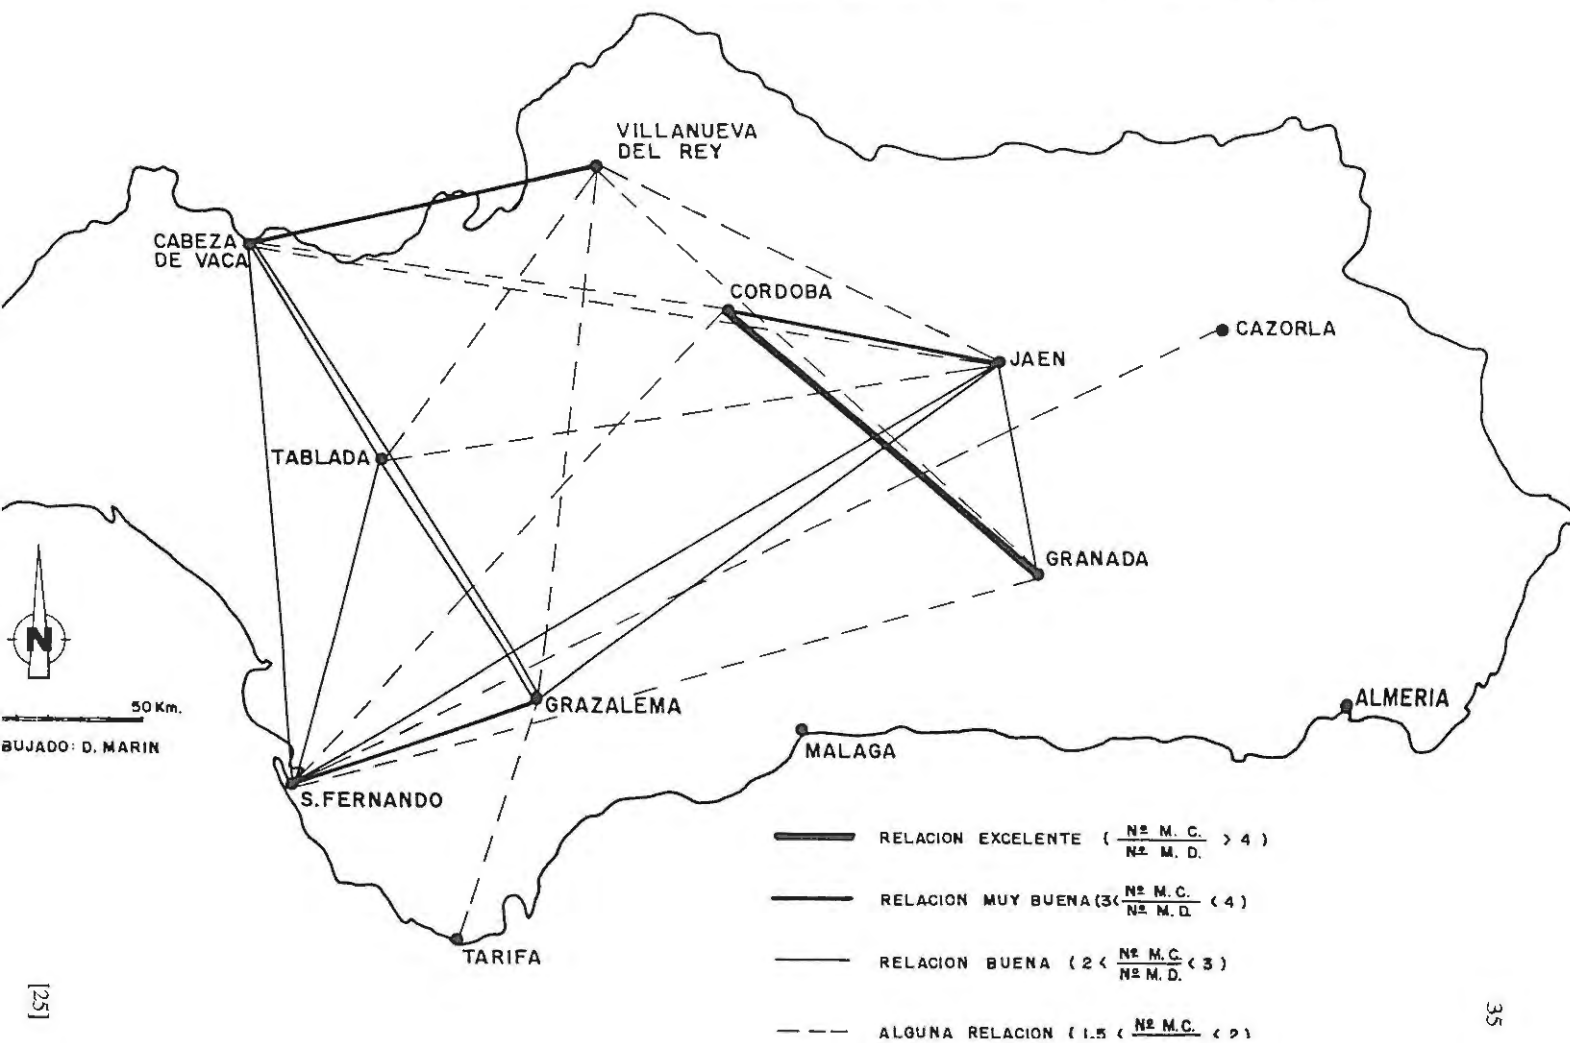 VILLANUEVA
DEL REY
CABEZA
DE VACA
CORDOBA
CAZORLA
JAEN
TABLADA
GRANADA
N
50 Km.
BUJADO: D. MARIN
GRAZALEMA
ALMERIA
MALAGA
S. FERNANDO
TARIFA
RELACION EXCELENTE ( Nº M. C. > 4 )
Nº M. D.
RELACION MUY BUENA (3< Nº M. C. < 4 )
Nº M. D.
RELACION BUENA ( 2 < Nº M. C. < 3 )
Nº M. D.
ALGUNA RELACION ( 1.5 < Nº M.C. < 2)
[25]
35